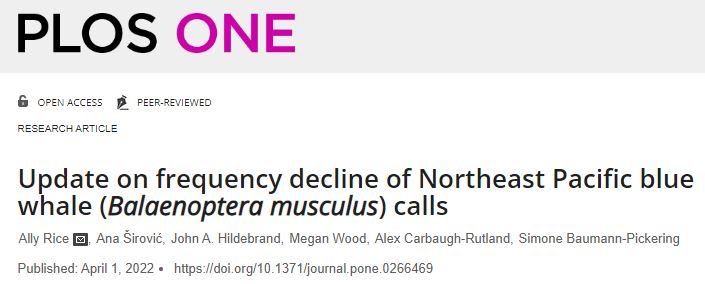 PLOS ONE
OPEN ACCESS PEER-REVIEWED
RESEARCH ARTICLE
Update on frequency decline of Northeast Pacific blue
whale (Balaenoptera musculus) calls
Ally Rice, Ana Širović, John A. Hildebrand, Megan Wood, Alex Carbaugh-Rutland, Simone Baumann-Pickering
Published: April 1, 2022 • https://doi.org/10.1371/journal.pone.0266469